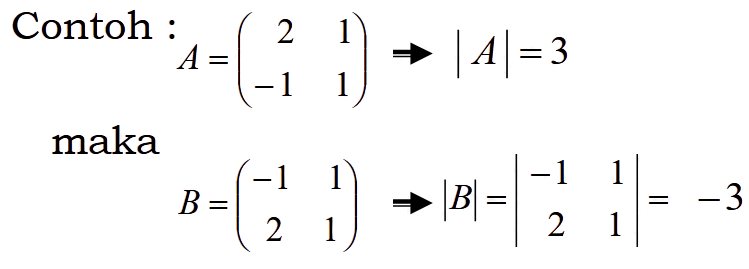 Contoh : A = ( 2 1 ⇒ | A | = 3
−1 1 )
maka
B = ( −1 1 ⇒ |B| = | −1 1 | = −3
2 1 ) 2 1